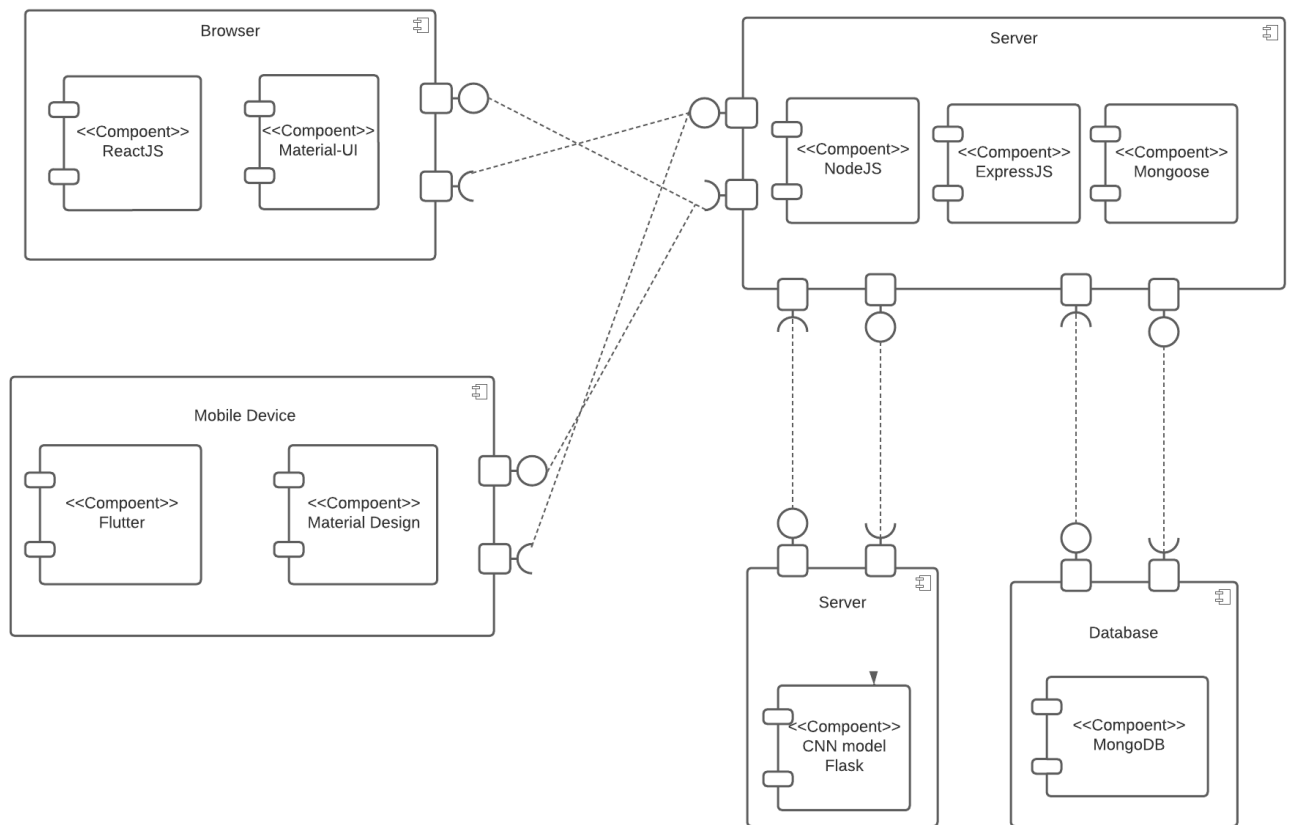 Browser
<<Compoent>>
ReactJS
<<Compoent>>
Material-UI
Server
<<Compoent>>
NodeJS
<<Compoent>>
ExpressJS
<<Compoent>>
Mongoose
Mobile Device
<<Compoent>>
Flutter
<<Compoent>>
Material Design
Server
<<Compoent>>
CNN model
Flask
Database
<<Compoent>>
MongoDB